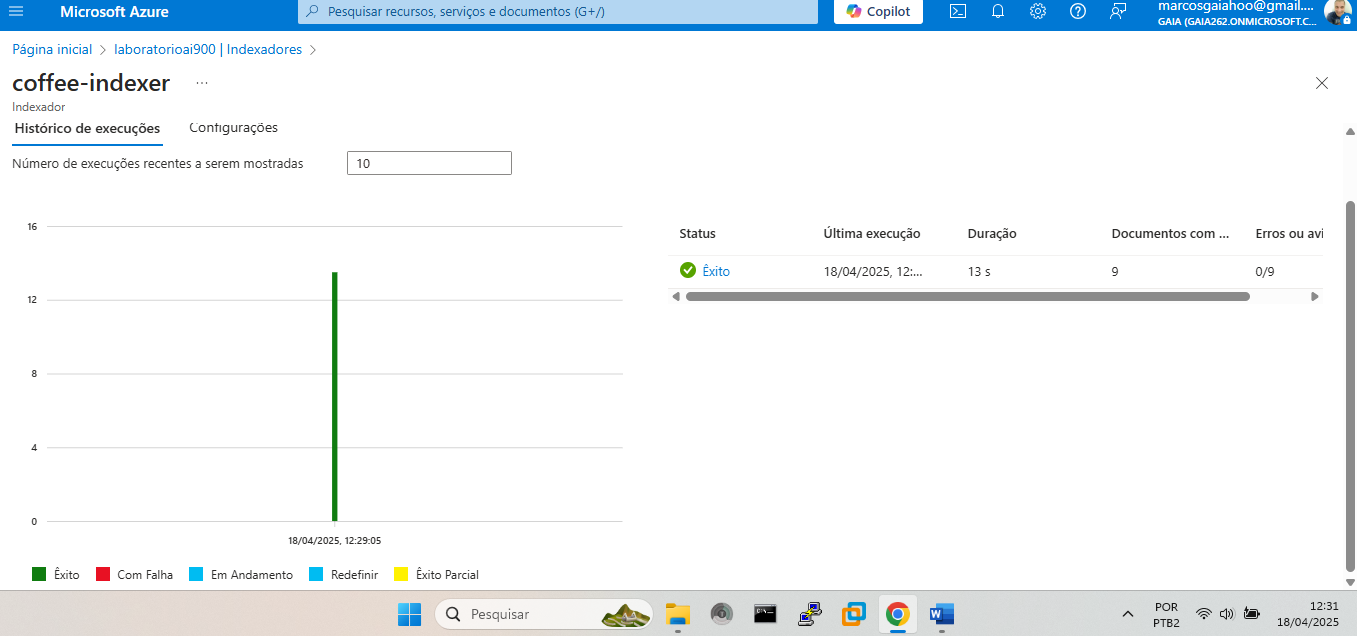 Microsoft Azure
Pesquisar recursos, serviços e documentos (G+/)
Copilot
marcosgaiahoo@gmail....
GAIA (GAIA262.ONMICROSOFT.C...
Página inicial > laboratorioai900 | Indexadores >
coffee-indexer ...
Indexador
Histórico de execuções Configurações
Número de execuções recentes a serem mostradas 10
16
12
8
4
0
18/04/2025, 12:29:05
Êxito Com Falha Em Andamento Redefinir Êxito Parcial
Status Última execução Duração Documentos com ... Erros ou avi
Êxito 18/04/2025, 12:... 13 s 9 0/9
Pesquisar
POR
PTB2
12:31
18/04/2025